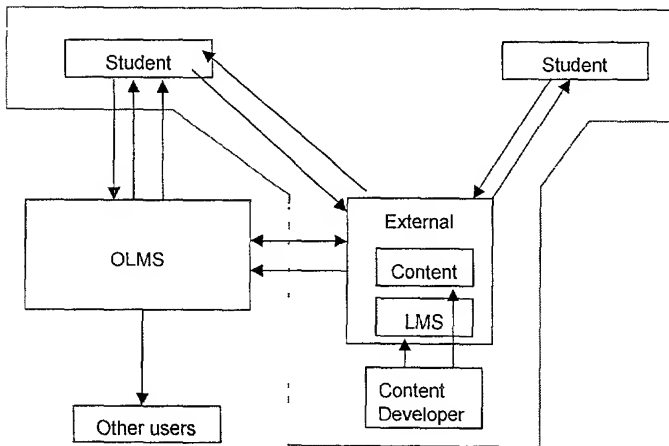 Student
Student
External
OLMS
Content
LMS
Content
Developer
Other users